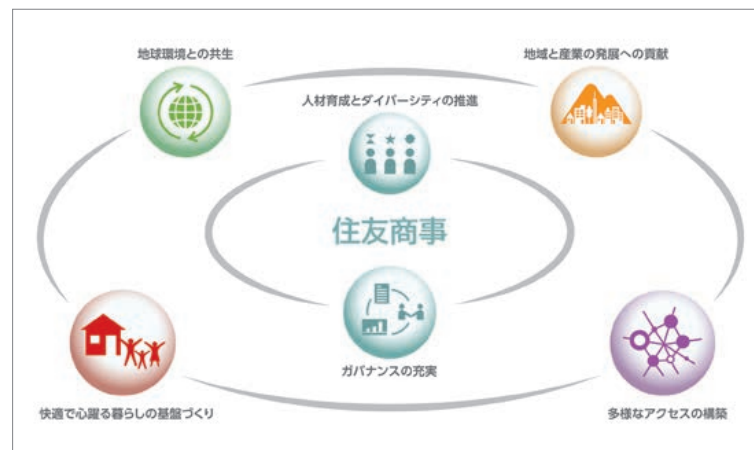 地球環境との共生
地域と産業の発展への貢献
人材育成とダイバーシティの推進
住友商事
ガバナンスの充実
快適で心躍る暮らしの基盤づくり
多様なアクセスの構築